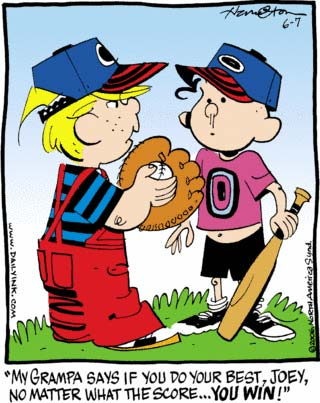 6-7
O
O
O
WWW.DAILYINK.COM
"MY GRAMPA SAYS IF YOU DO YOUR BEST, JOEY,
NO MATTER WHAT THE SCORE...YOU WIN!"